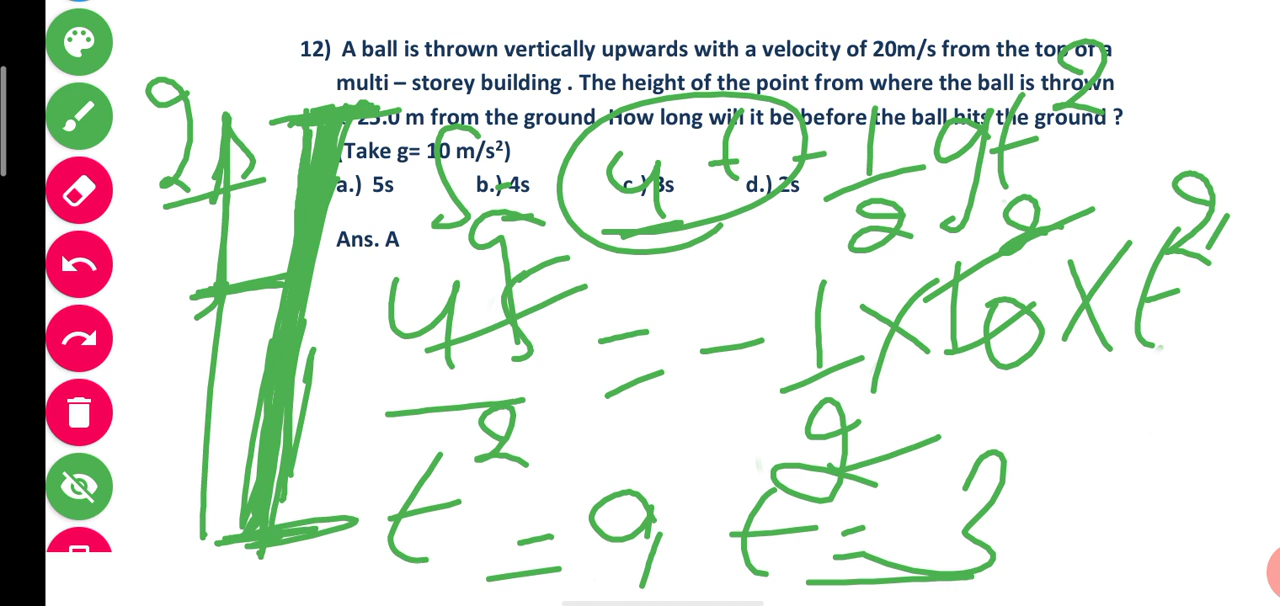 12) A ball is thrown vertically upwards with a velocity of 20m/s from the top of a
multi – storey building . The height of the point from where the ball is thrown
25.0 m from the ground. How long will it be before the ball hits the ground ?
(Take g= 10 m/s²)
a.) 5s b.) 4s c.) 3s d.) 2s
Ans. A
S u t + 1/2 gt²
45/2 = - 1/2 x 10 x t²
t = 9, t = 3